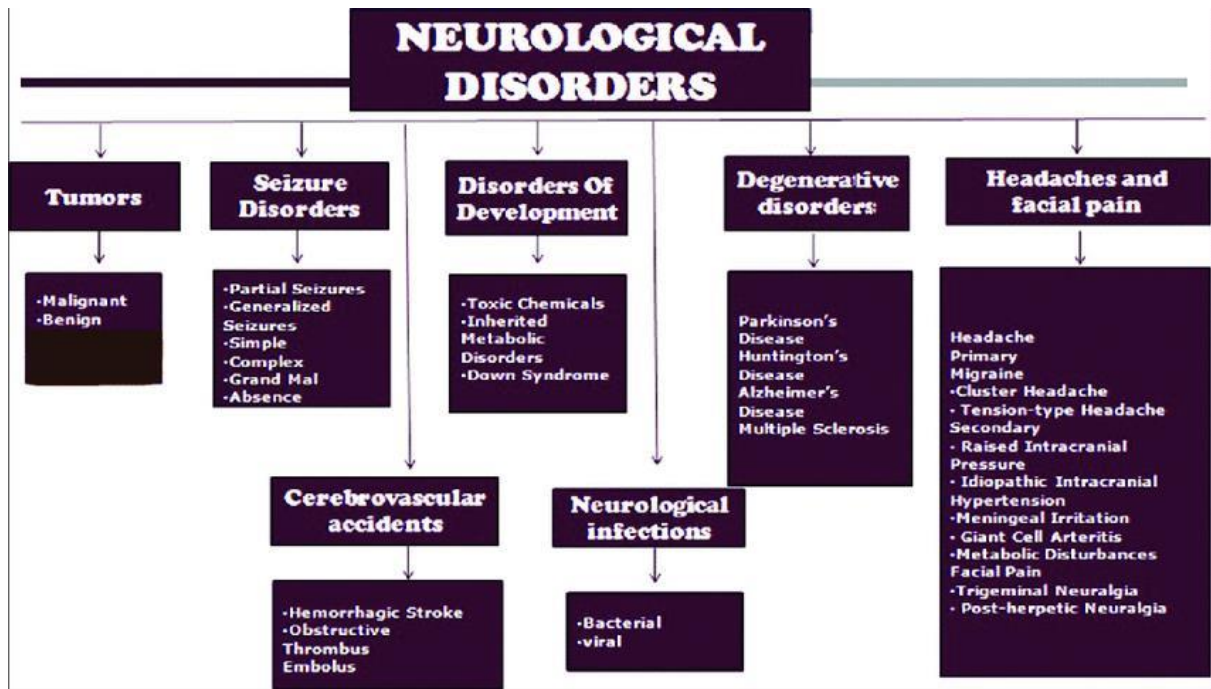 NEUROLOGICAL
DISORDERS
Tumors
·Malignant
·Benign
Seizure
Disorders
·Partial Seizures
·Generalized
Seizures
·Simple
·Complex
·Grand Mal
·Absence
Cerebrovascular
accidents
·Hemorrhagic Stroke
·Obstructive
Thrombus
Embolus
Disorders Of
Development
·Toxic Chemicals
·Inherited
Metabolic
Disorders
·Down Syndrome
Neurological
infections
·Bacterial
·viral
Degenerative
disorders:
Parkinson's
Disease
Huntington's
Disease
Alzheimer's
Disease
Multiple Sclerosis
Headaches and
facial pain
Headache
Primary
Migraine
·Cluster Headache
· Tension-type Headache
Secondary
· Raised Intracranial
Pressure
· Idiopathic Intracranial
Hypertension
·Meningeal Irritation
· Giant Cell Arteritis
·Metabolic Disturbances
Facial Pain
·Trigeminal Neuralgia
· Post-herpetic Neuralgia